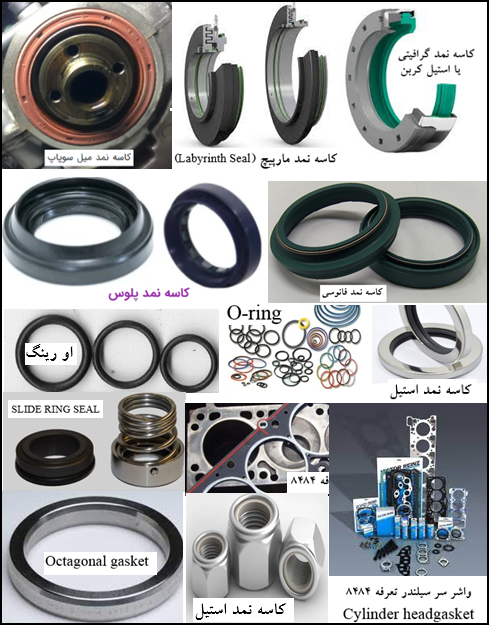 کاسه نمد میل سوپاپ
کاسه نمد مارپیچ (Labyrinth Seal)
کاسه نمد گرافیتی
یا استیل کربن
کاسه نمد پلوس
کاسه نمد فانوسی
او رینگ
O-ring
کاسه نمد استیل
SLIDE RING SEAL
فه ۸۴۸۴
VICTOR REINZ
Octagonal gasket
کاسه نمد استیل
واشر سر سیلندر تعرفه ۸۴۸۴
Cylinder headgasket